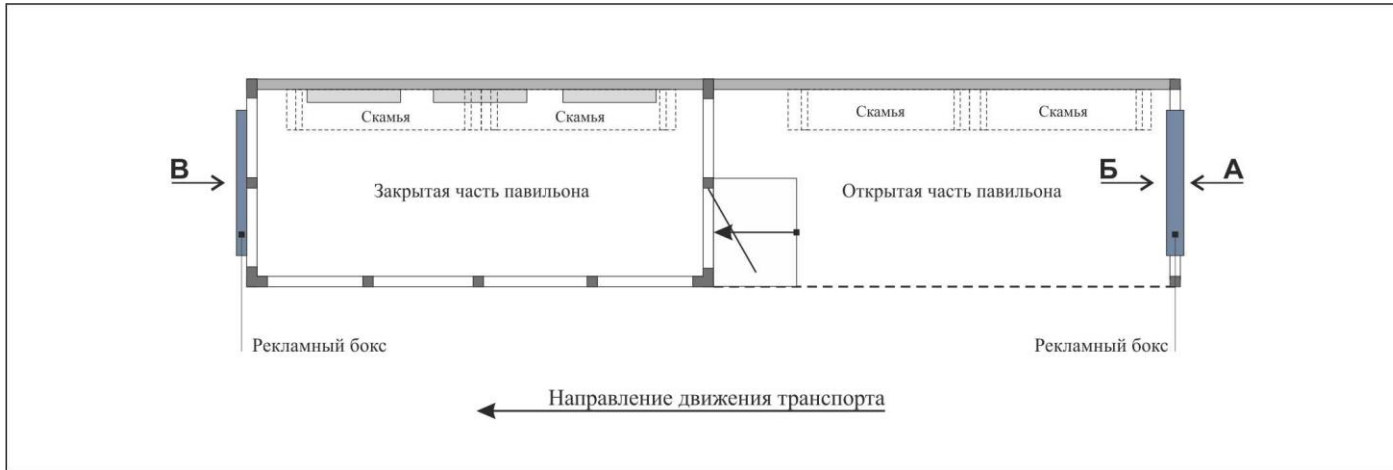 Скамья
Скамья
Скамья
Скамья
В
Закрытая часть павильона
Открытая часть павильона
Б
А
Рекламный бокс
Рекламный бокс
Направление движения транспорта